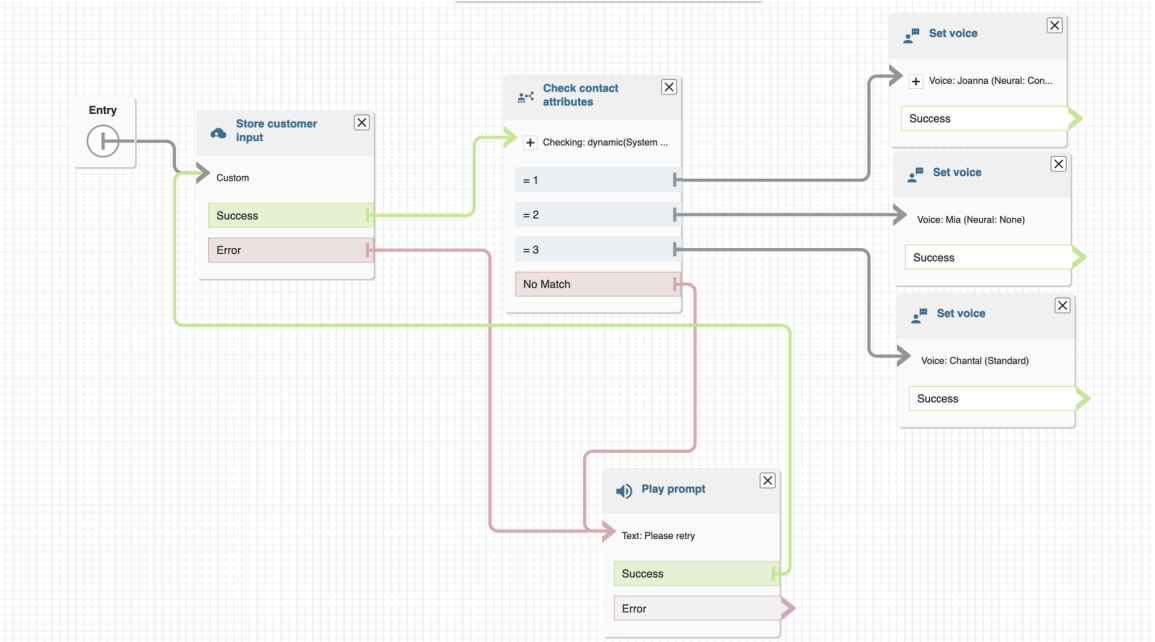 Entry
Store customer
input
Custom
Success
Error
Check contact
attributes
Checking: dynamic(System ...
= 1
= 2
= 3
No Match
Set voice
Voice: Joanna (Neural: Con...
Success
Set voice
Voice: Mia (Neural: None)
Success
Set voice
Voice: Chantal (Standard)
Success
Play prompt
Text: Please retry
Success
Error